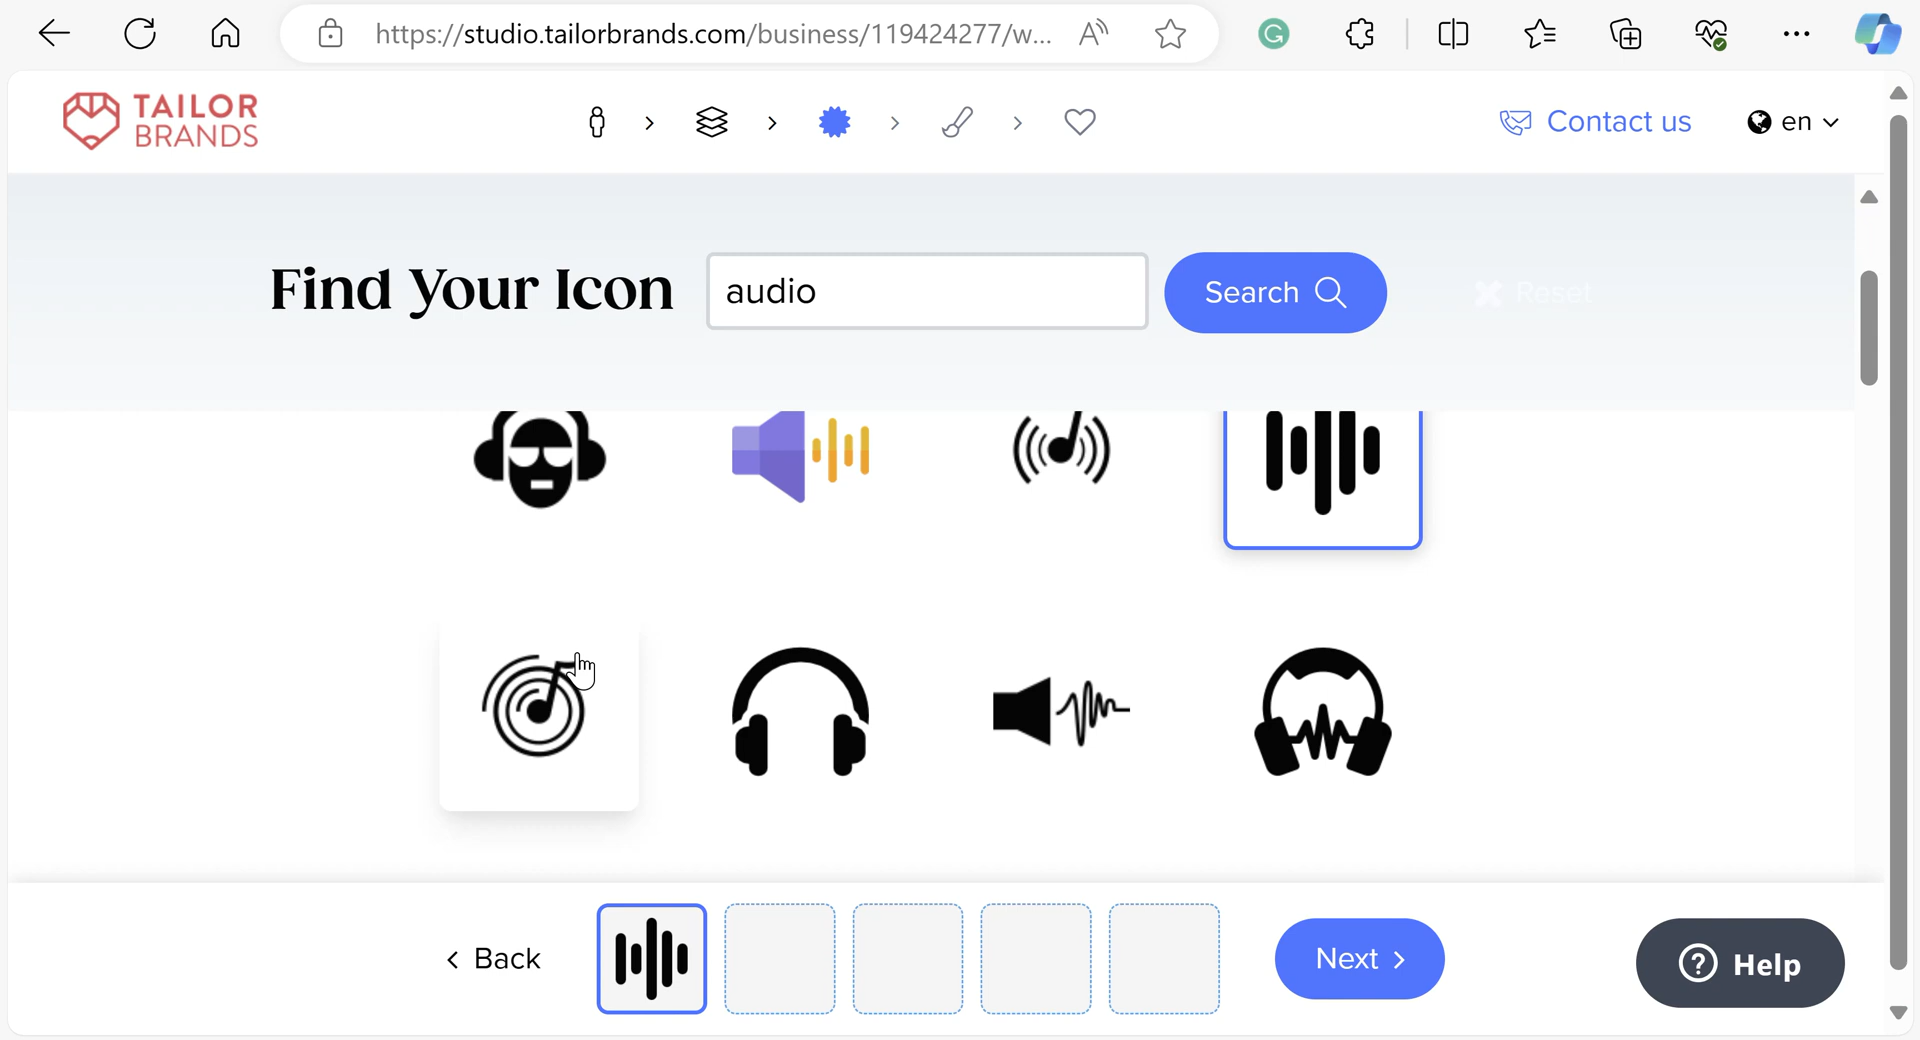 https://studio.tailorbrands.com/business/119424277/w...
TAILOR
BRANDS
Contact us
en
Find Your Icon
audio
Search
Reset
Back
Next
Help